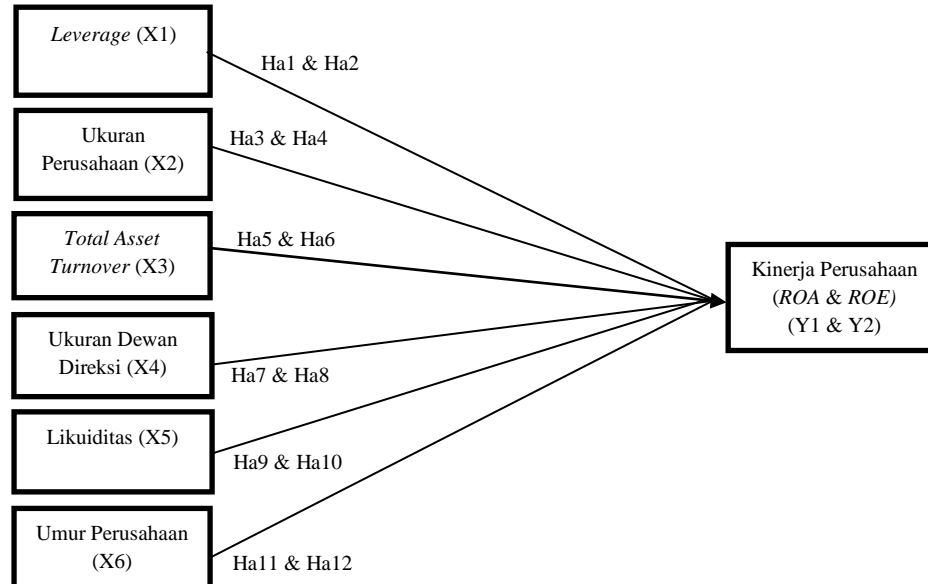 Leverage (X1)
Ha1 & Ha2
Ukuran
Perusahaan (X2)
Ha3 & Ha4
Total Asset
Turnover (X3)
Ha5 & Ha6
Kinerja Perusahaan
(ROA & ROE)
(Y1 & Y2)
Ukuran Dewan
Direksi (X4)
Ha7 & Ha8
Likuiditas (X5)
Ha9 & Ha10
Umur Perusahaan
(X6)
Ha11 & Ha12